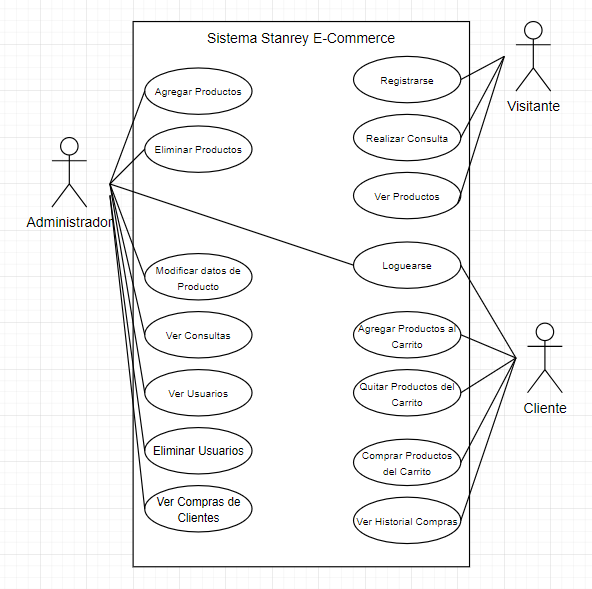 Sistema Stanrey E-Commerce
Agregar Productos
Eliminar Productos
Administrador
Modificar datos de
Producto
Ver Consultas
Ver Usuarios
Eliminar Usuarios
Ver Compras de
Clientes
Registrarse
Realizar Consulta
Ver Productos
Loguearse
Agregar Productos al
Carrito
Quitar Productos del
Carrito
Comprar Productos
del Carrito
Ver Historial Compras
Visitante
Cliente